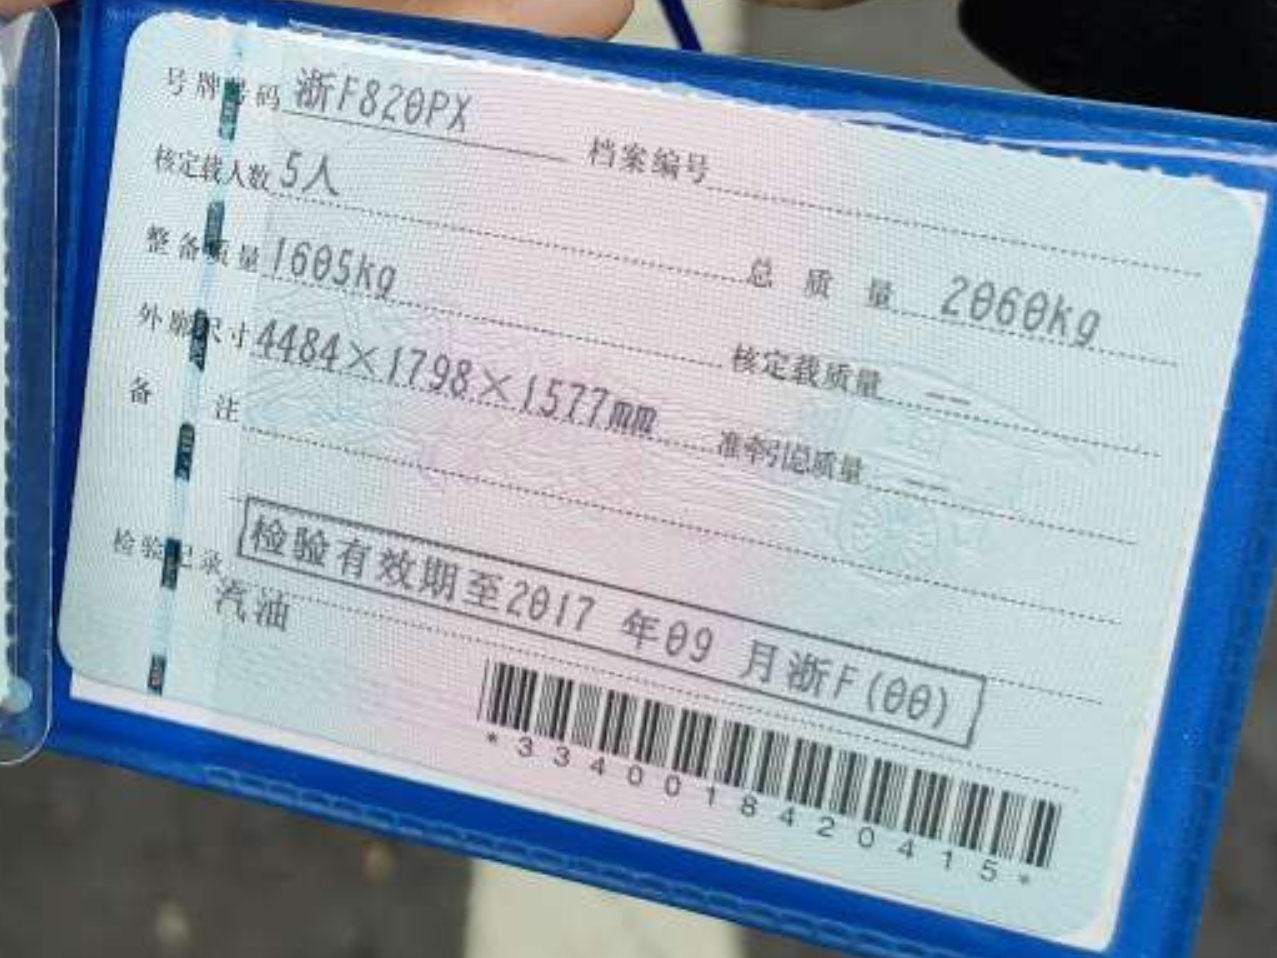 号牌号码 浙F820PX 档案编号
核定载人数 5人 总质量 2060kg
整备质量 1605kg 核定载质量 --
外廓尺寸 4484×1798×1577mm 准牵引总质量 --
备注
检验记录 检验有效期至2017 年09 月浙F(00)
汽油
*3340018420415*